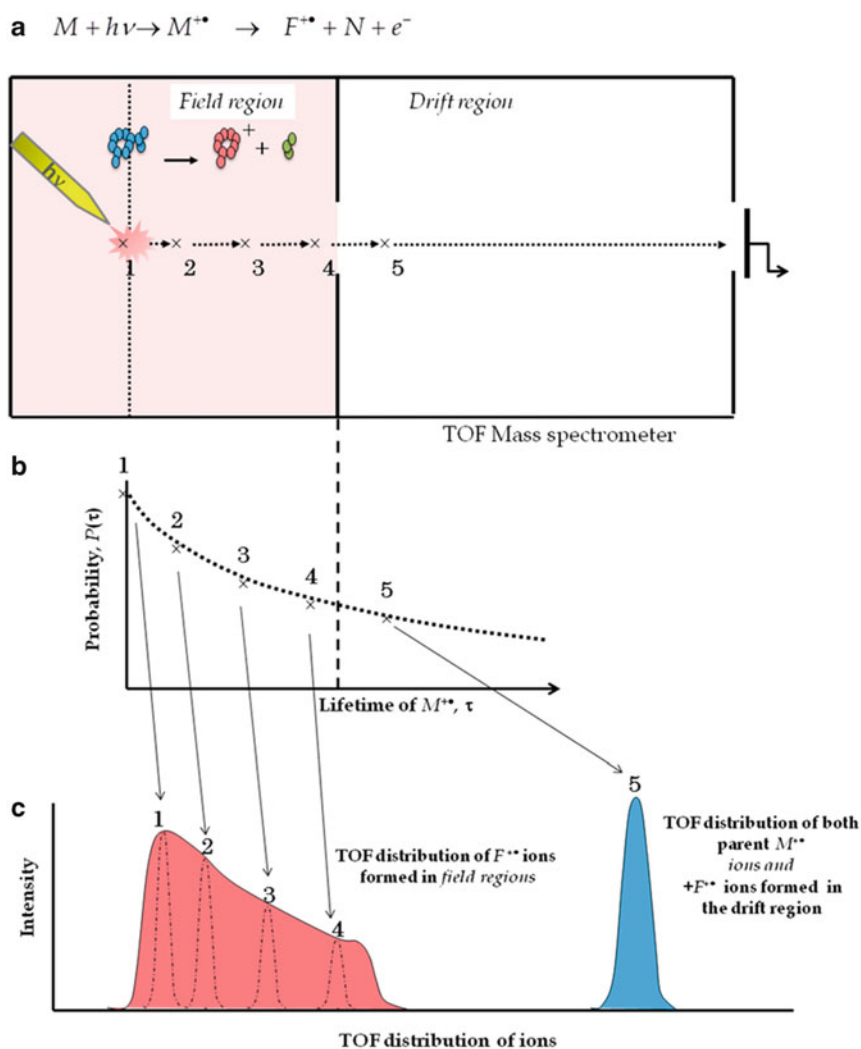 a M + hν → M⁺• → F⁺• + N + e⁻
Field region
Drift region
+
+
hν
1 2 3 4 5
TOF Mass spectrometer
b
1
2
3
4
5
Probability, P(τ)
Lifetime of M⁺•, τ
c
1
2
3
4
5
TOF distribution of F⁺• ions
formed in field regions
TOF distribution of both
parent M⁺•
ions and
+F⁺• ions formed in
the drift region
Intensity
TOF distribution of ions